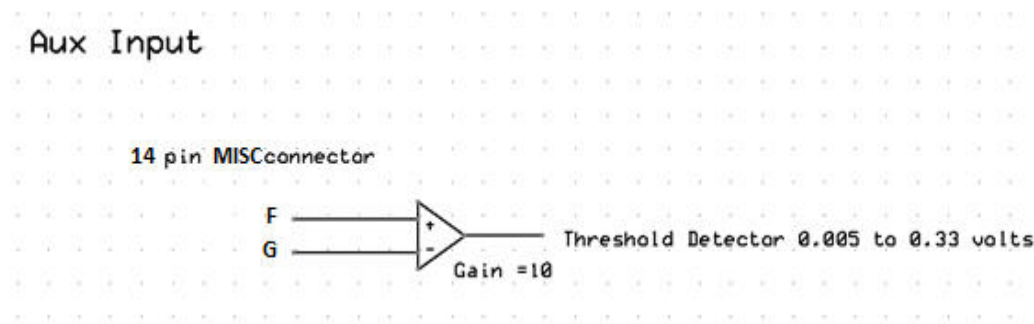 Aux Input
14 pin MISCconnector
F
+
G
-
Threshold Detector 0.005 to 0.33 volts
Gain =10